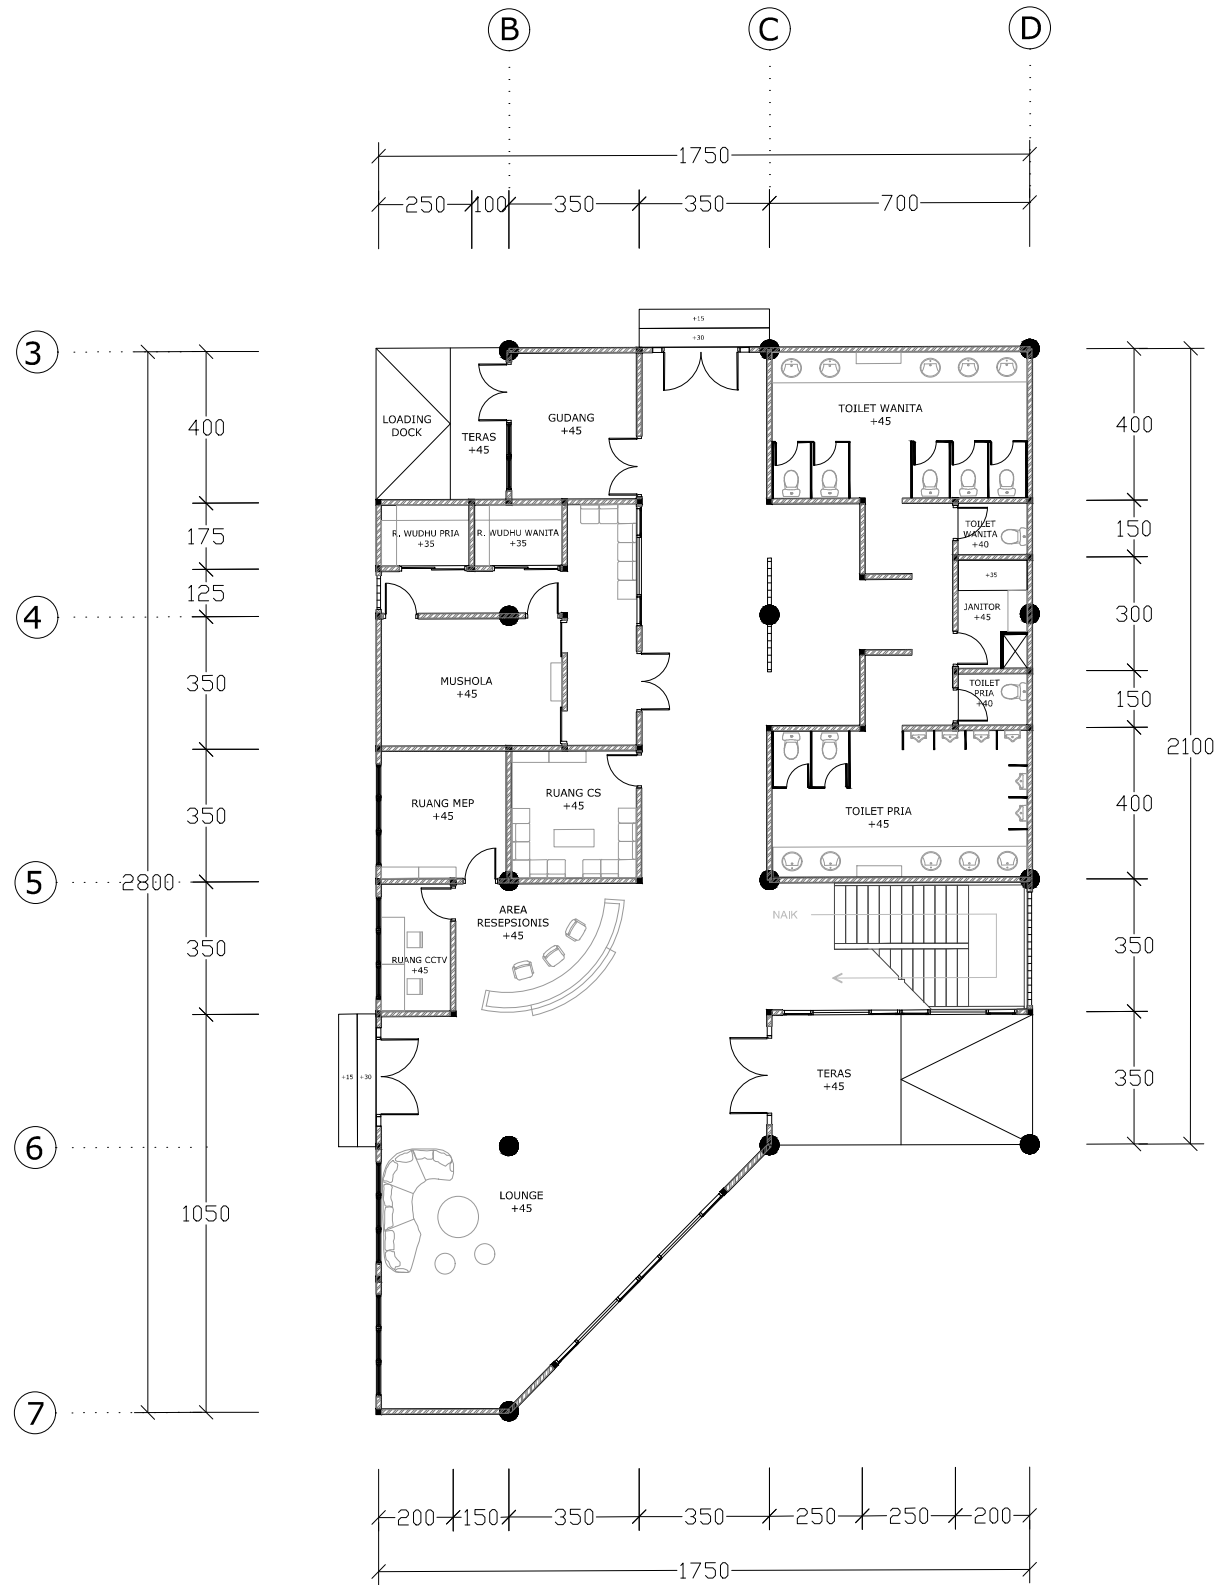 B
C
D
1750
250
100
350
350
700
3
4
5
6
7
400
175
125
350
350
350
1050
2800
400
150
300
150
400
350
350
2100
+15
+30
LOADING
DOCK
TERAS
+45
GUDANG
+45
TOILET WANITA
+45
R. WUDHU PRIA
+35
R. WUDHU WANITA
+35
TOILET
WANITA
+40
+35
JANITOR
+45
MUSHOLA
+45
TOILET
PRIA
+40
RUANG MEP
+45
RUANG CS
+45
TOILET PRIA
+45
AREA
RESEPSIONIS
+45
NAIK
RUANG CCTV
+45
+15
+30
TERAS
+45
LOUNGE
+45
200
150
350
350
250
250
200
1750